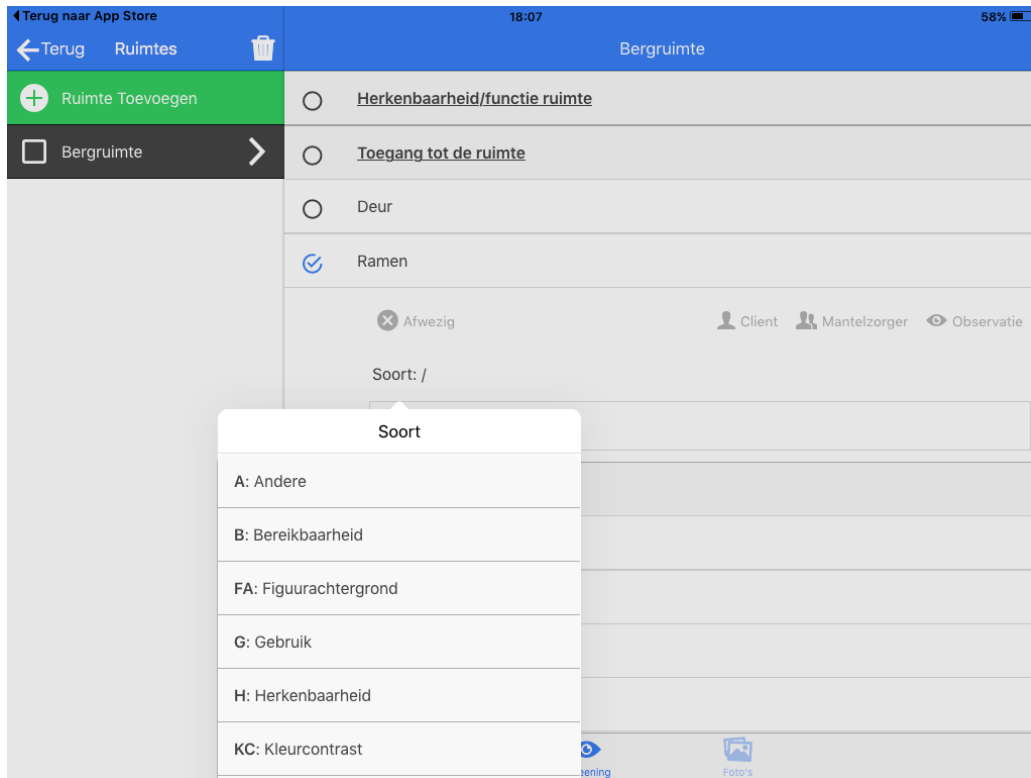 Terug naar App Store
18:07
58%
Terug
Ruimtes
Bergruimte
Ruimte Toevoegen
Bergruimte
Herkenbaarheid/functie ruimte
Toegang tot de ruimte
Deur
Ramen
Afwezig
Client
Mantelzorger
Observatie
Soort: /
Soort
A: Andere
B: Bereikbaarheid
FA: Figuurachtergrond
G: Gebruik
H: Herkenbaarheid
KC: Kleurcontrast
Foto's